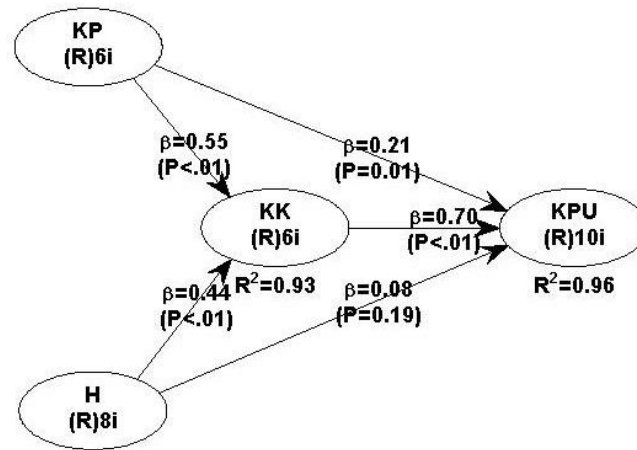 KP
(R)6i
β=0.55
(P<.01)
β=0.21
(P=0.01)
KK
(R)6i
R²=0.93
β=0.70
(P<.01)
KPU
(R)10i
R²=0.96
β=0.44
(P<.01)
β=0.08
(P=0.19)
H
(R)8i